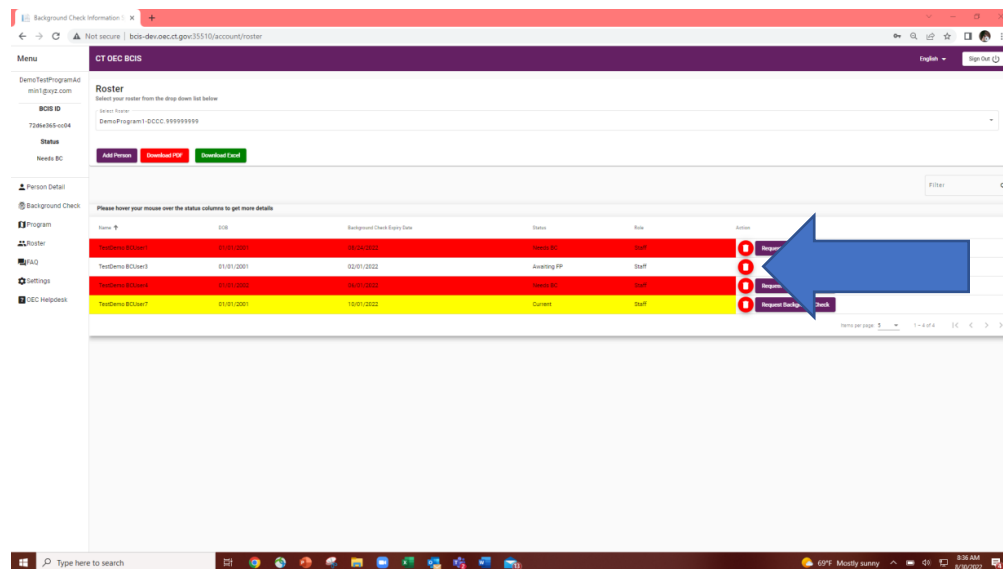 Background Check Information
Not secure | bcis-dev.oec.ct.gov:35510/account/roster
Menu
CT OEC BCIS
English
Sign Out
DemoTestProgramAd
min1@xyz.com
BCIS ID
72d6e365-cc04
Status
Needs BC
Person Detail
Background Check
Program
Roster
FAQ
Settings
OEC Helpdesk
Roster
Select your roster from the drop down list below
Select Roster
DemoProgram1-DCCC.999999999
Add Person Download PDF Download Excel
Filter
Please hover your mouse over the status columns to get more details
Name DOB Background Check Expiry Date Status Role Action
TestDemo 01/01/2001 Needs BC Staff Request
TestDemo BCUser3 01/01/2001 02/01/2022 Awaiting FP Staff
TestDemo Needs BC Staff
TestDemo BCUser7 01/01/2001 10/01/2022 Current Staff Request Background Check
Items per page 5 1 – 4 of 4
Type here to search
69°F Mostly sunny
8:36 AM
8/30/2022